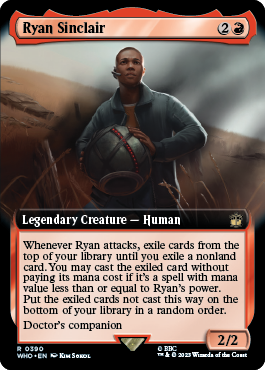 Ryan Sinclair 2
Legendary Creature — Human
Whenever Ryan attacks, exile cards from the
top of your library until you exile a nonland
card. You may cast the exiled card without
paying its mana cost if it's a spell with mana
value less than or equal to Ryan's power.
Put the exiled cards not cast this way on the
bottom of your library in a random order.
Doctor's companion
2/2
R 0390
WHO • EN Kim Sokol
© BBC
™ & © 2023 Wizards of the Coast